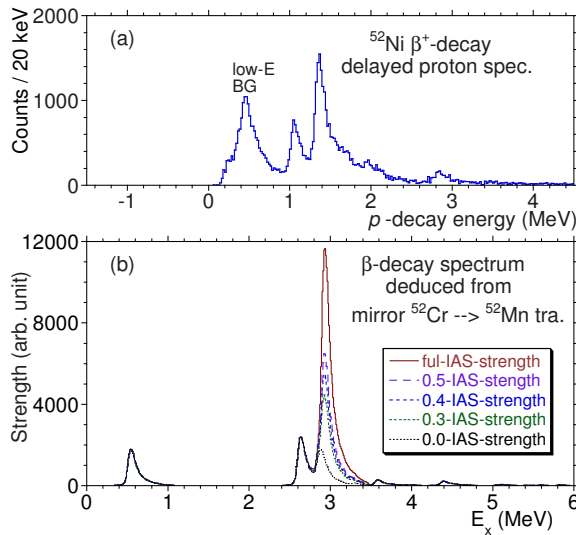 (a)
⁵²Ni β⁺-decay
delayed proton spec.
low-E
BG
Counts / 20 keV
2000
1000
0
-1 0 1 2 3 4
p -decay energy (MeV)
(b)
β-decay spectrum
deduced from
mirror ⁵²Cr --> ⁵²Mn tra.
Strength (arb. unit)
12000
8000
4000
0
ful-IAS-strength
0.5-IAS-stength
0.4-IAS-strength
0.3-IAS-strength
0.0-IAS-strength
0 1 2 3 4 5 6
E_x (MeV)